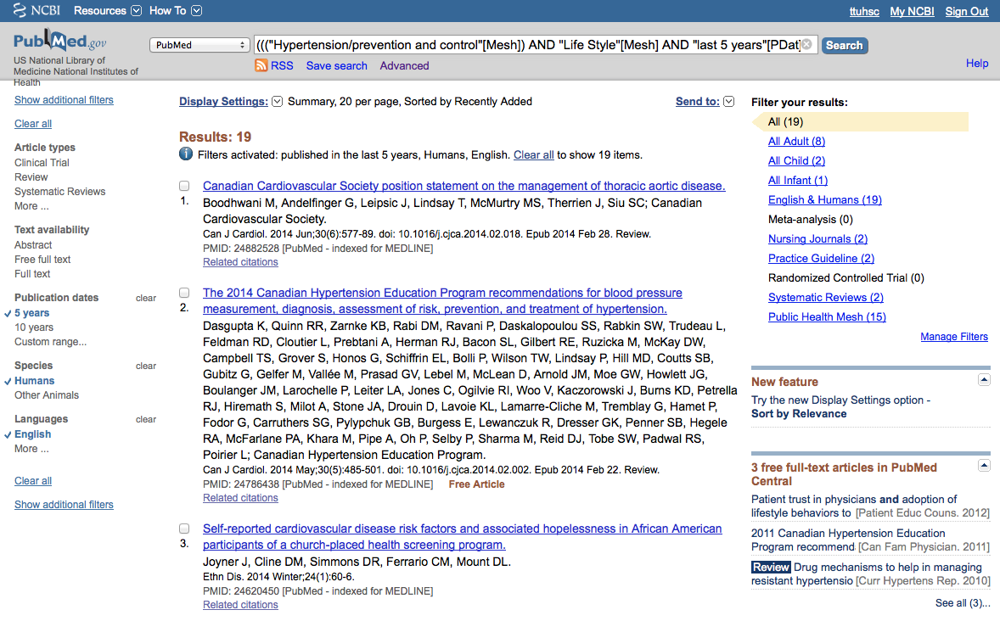 NCBI Resources How To ttuhsc My NCBI Sign Out
PubMed.gov
US National Library of
Medicine National Institutes of
Health
PubMed
((("Hypertension/prevention and control"[Mesh]) AND "Life Style"[Mesh] AND "last 5 years"[PDat]
Search
RSS Save search Advanced
Help
Show additional filters
Clear all
Article types
Clinical Trial
Review
Systematic Reviews
More ...
Text availability
Abstract
Free full text
Full text
Publication dates clear
5 years
10 years
Custom range...
Species clear
Humans
Other Animals
Languages clear
English
More ...
Clear all
Show additional filters
Display Settings: Summary, 20 per page, Sorted by Recently Added Send to:
Results: 19
Filters activated: published in the last 5 years, Humans, English. Clear all to show 19 items.
Canadian Cardiovascular Society position statement on the management of thoracic aortic disease.
1. Boodhwani M, Andelfinger G, Leipsic J, Lindsay T, McMurtry MS, Therrien J, Siu SC; Canadian
Cardiovascular Society.
Can J Cardiol. 2014 Jun;30(6):577-89. doi: 10.1016/j.cjca.2014.02.018. Epub 2014 Feb 28. Review.
PMID: 24882528 [PubMed - indexed for MEDLINE]
Related citations
The 2014 Canadian Hypertension Education Program recommendations for blood pressure
2. measurement, diagnosis, assessment of risk, prevention, and treatment of hypertension.
Dasgupta K, Quinn RR, Zarnke KB, Rabi DM, Ravani P, Daskalopoulou SS, Rabkin SW, Trudeau L,
Feldman RD, Cloutier L, Prebtani A, Herman RJ, Bacon SL, Gilbert RE, Ruzicka M, McKay DW,
Campbell TS, Grover S, Honos G, Schiffrin EL, Bolli P, Wilson TW, Lindsay P, Hill MD, Coutts SB,
Gubitz G, Gelfer M, Vallée M, Prasad GV, Lebel M, McLean D, Arnold JM, Moe GW, Howlett JG,
Boulanger JM, Larochelle P, Leiter LA, Jones C, Ogilvie RI, Woo V, Kaczorowski J, Burns KD, Petrella
RJ, Hiremath S, Milot A, Stone JA, Drouin D, Lavoie KL, Lamarre-Cliche M, Tremblay G, Hamet P,
Fodor G, Carruthers SG, Pylypchuk GB, Burgess E, Lewanczuk R, Dresser GK, Penner SB, Hegele
RA, McFarlane PA, Khara M, Pipe A, Oh P, Selby P, Sharma M, Reid DJ, Tobe SW, Padwal RS,
Poirier L; Canadian Hypertension Education Program.
Can J Cardiol. 2014 May;30(5):485-501. doi: 10.1016/j.cjca.2014.02.002. Epub 2014 Feb 22. Review.
PMID: 24786438 [PubMed - indexed for MEDLINE] Free Article
Related citations
Self-reported cardiovascular disease risk factors and associated hopelessness in African American
3. participants of a church-placed health screening program.
Joyner J, Cline DM, Simmons DR, Ferrario CM, Mount DL.
Ethn Dis. 2014 Winter;24(1):60-6.
PMID: 24620450 [PubMed - indexed for MEDLINE]
Related citations
Filter your results:
All (19)
All Adult (8)
All Child (2)
All Infant (1)
English & Humans (19)
Meta-analysis (0)
Nursing Journals (2)
Practice Guideline (2)
Randomized Controlled Trial (0)
Systematic Reviews (2)
Public Health Mesh (15)
Manage Filters
New feature
Try the new Display Settings option -
Sort by Relevance
3 free full-text articles in PubMed
Central
Patient trust in physicians and adoption of
lifestyle behaviors to [Patient Educ Couns. 2012]
2011 Canadian Hypertension Education
Program recommend [Can Fam Physician. 2011]
Review Drug mechanisms to help in managing
resistant hypertensio [Curr Hypertens Rep. 2010]
See all (3)...